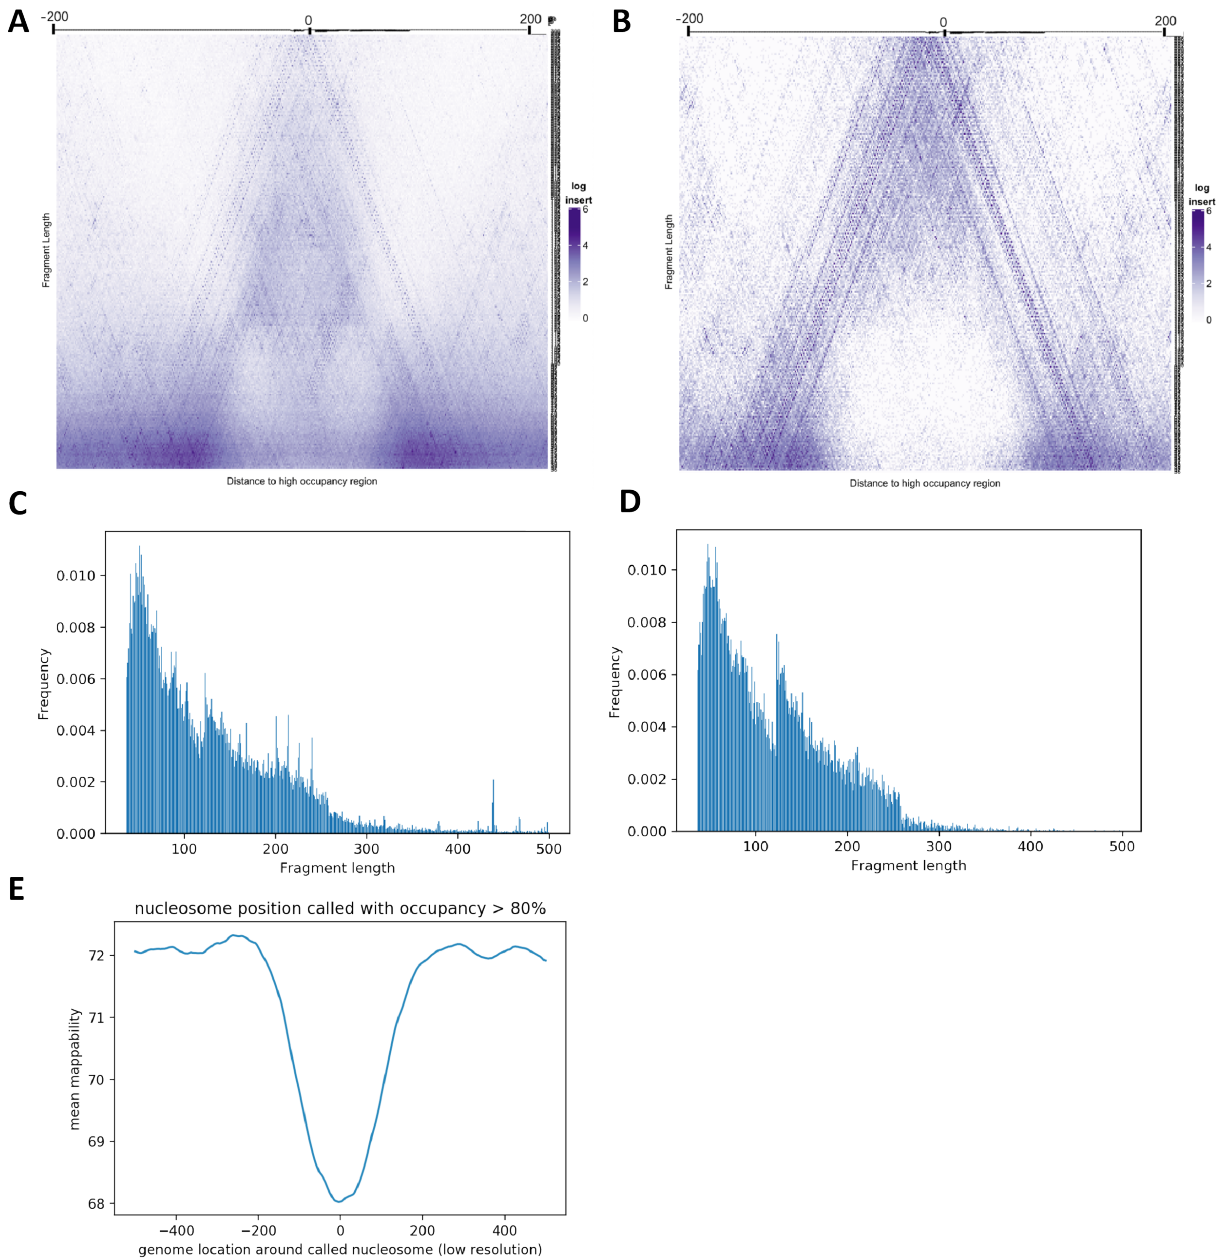 A
−200
0
200
Fragment Length
log
insert
6
4
2
0
Distance to high occupancy region
B
−200
0
200
Fragment Length
log
insert
6
4
2
0
Distance to high occupancy region
C
0.010
0.008
0.006
0.004
0.002
0.000
Frequency
100
200
300
400
500
Fragment length
D
0.010
0.008
0.006
0.004
0.002
0.000
Frequency
100
200
300
400
500
Fragment length
E
nucleosome position called with occupancy > 80%
72
71
70
69
68
mean mappability
−400
−200
0
200
400
genome location around called nucleosome (low resolution)